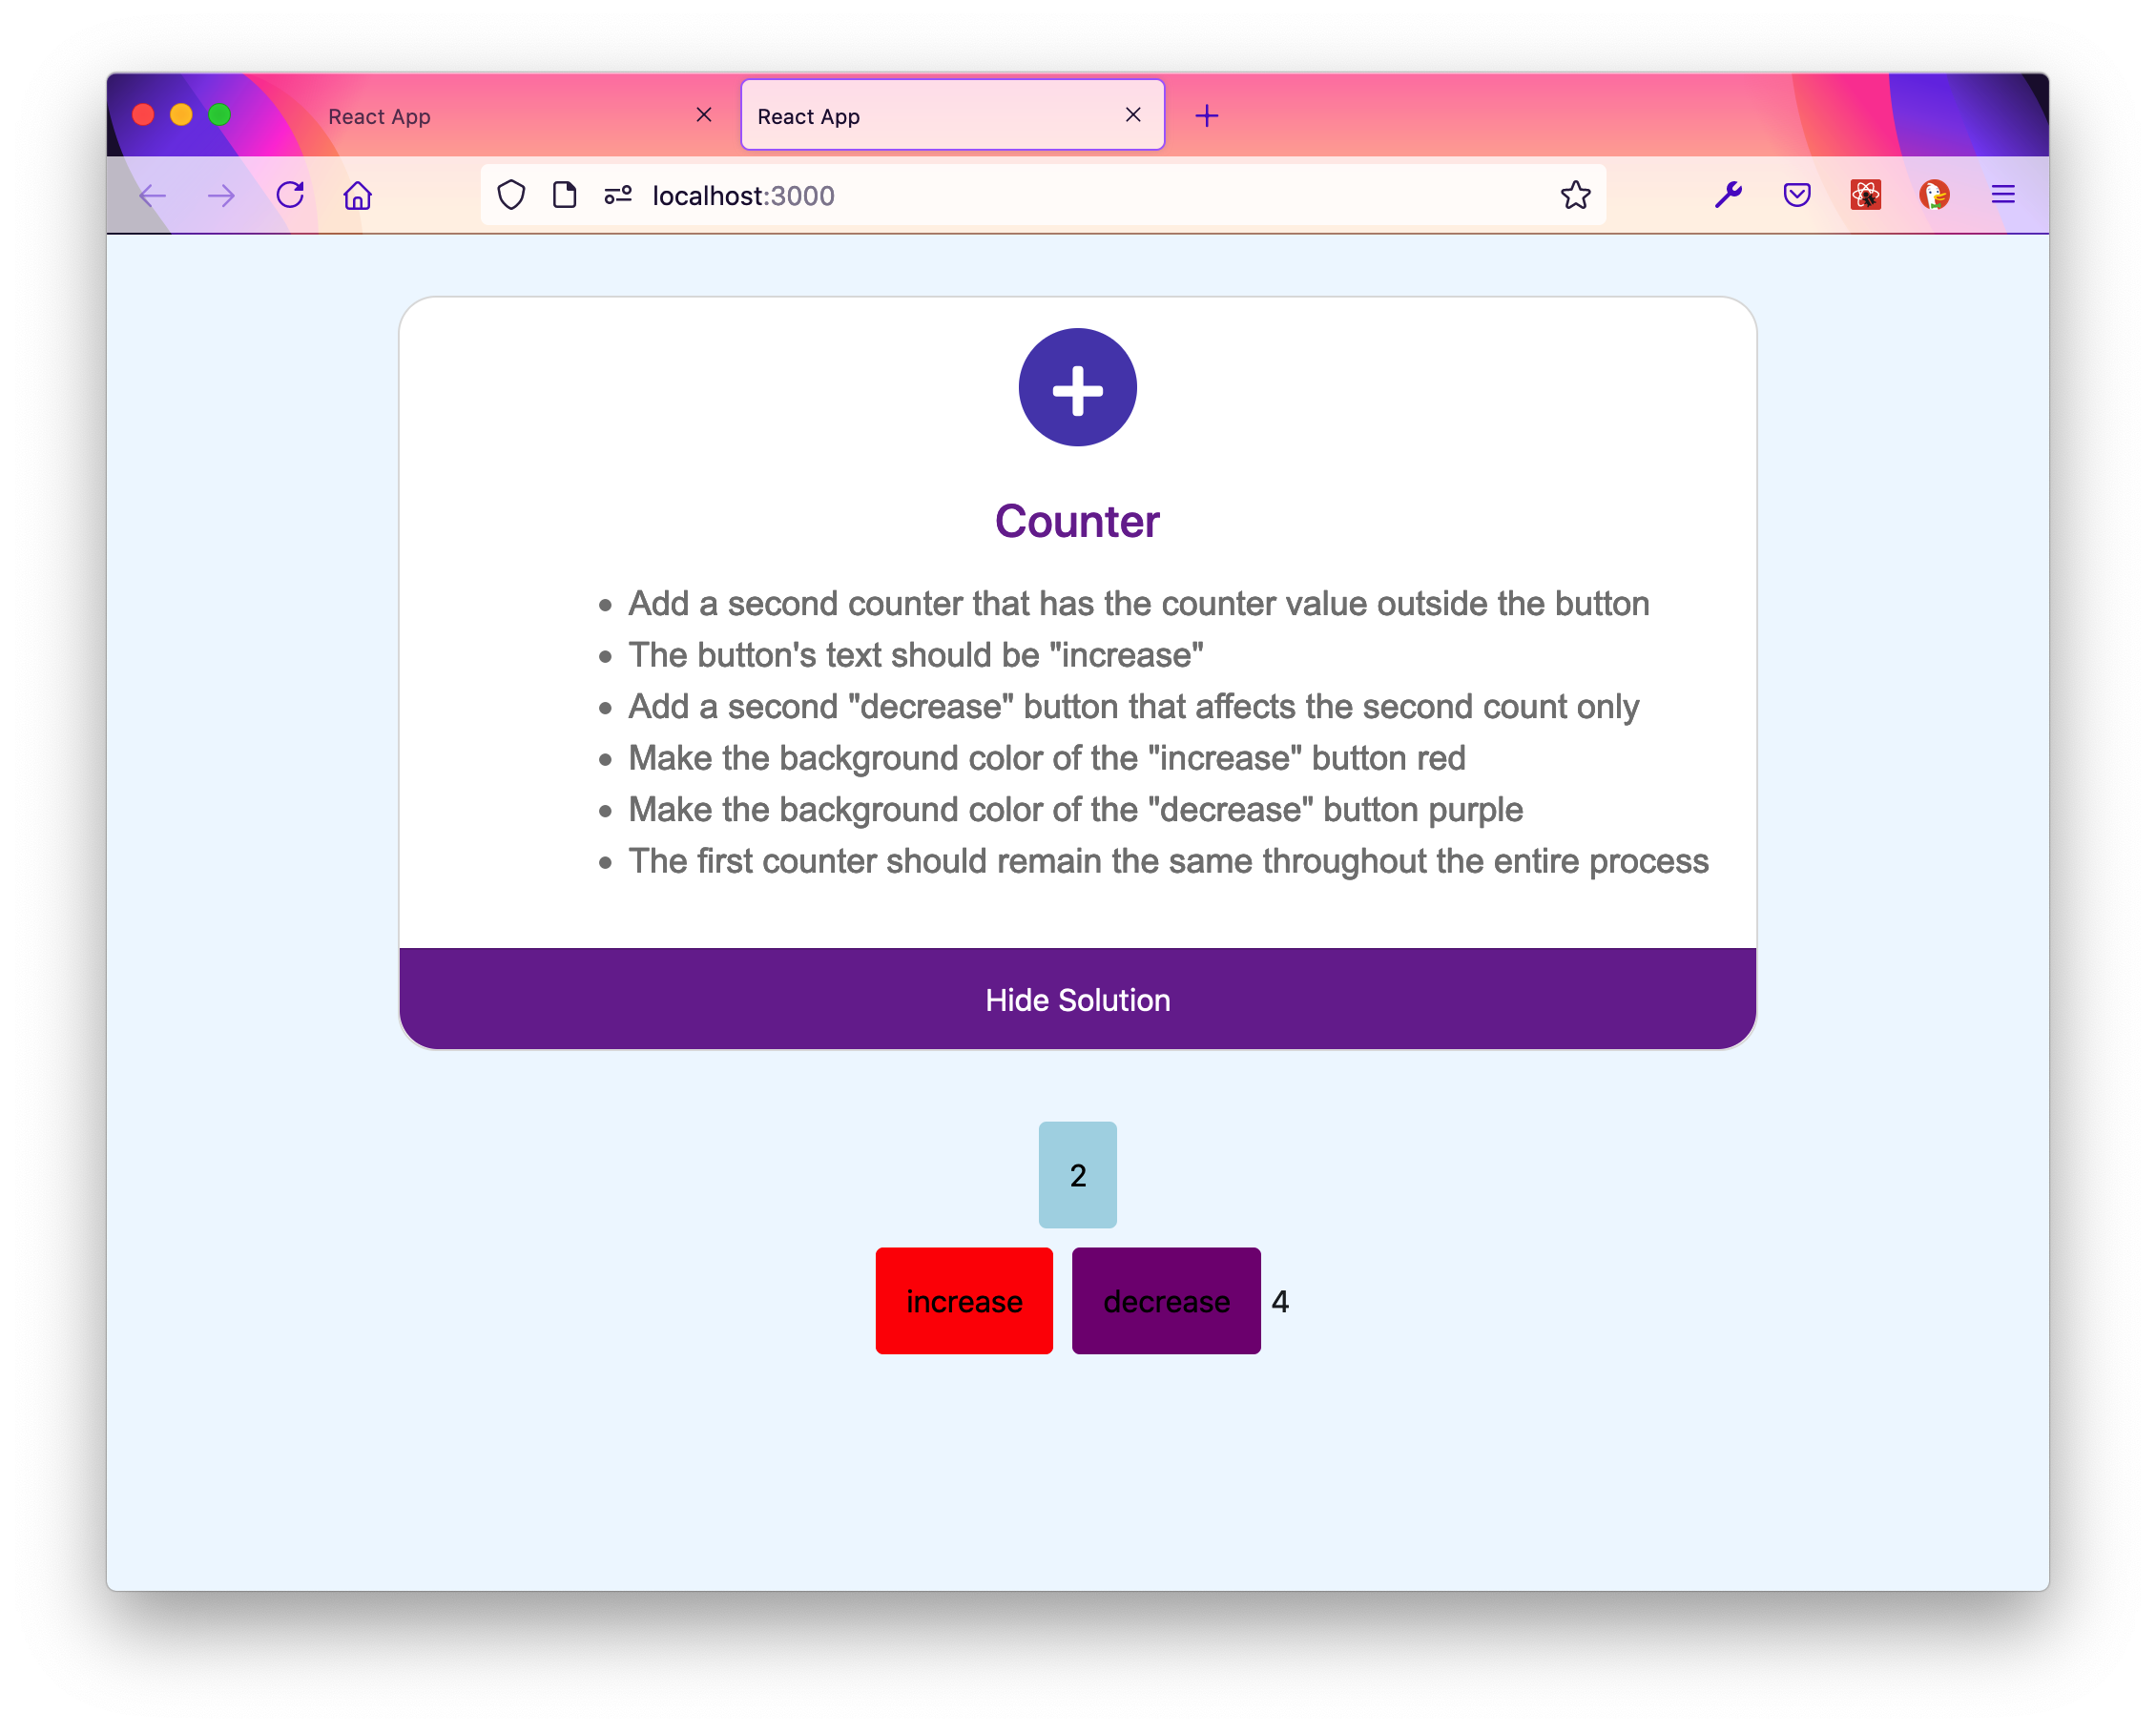 React App
React App
localhost:3000
Counter
Add a second counter that has the counter value outside the button
The button's text should be "increase"
Add a second "decrease" button that affects the second count only
Make the background color of the "increase" button red
Make the background color of the "decrease" button purple
The first counter should remain the same throughout the entire process
Hide Solution
2
increase decrease 4